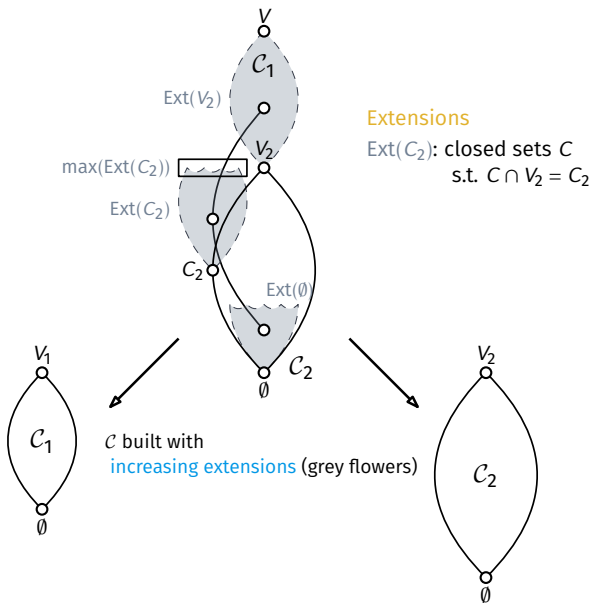 V
𝒞₁
Ext(V₂)
Extensions
V₂
Ext(C₂): closed sets C
max(Ext(C₂))
s.t. C ∩ V₂ = C₂
Ext(C₂)
C₂
Ext(∅)
𝒞₂
∅
V₁
V₂
𝒞₁
𝒞 built with
increasing extensions (grey flowers)
𝒞₂
∅
∅